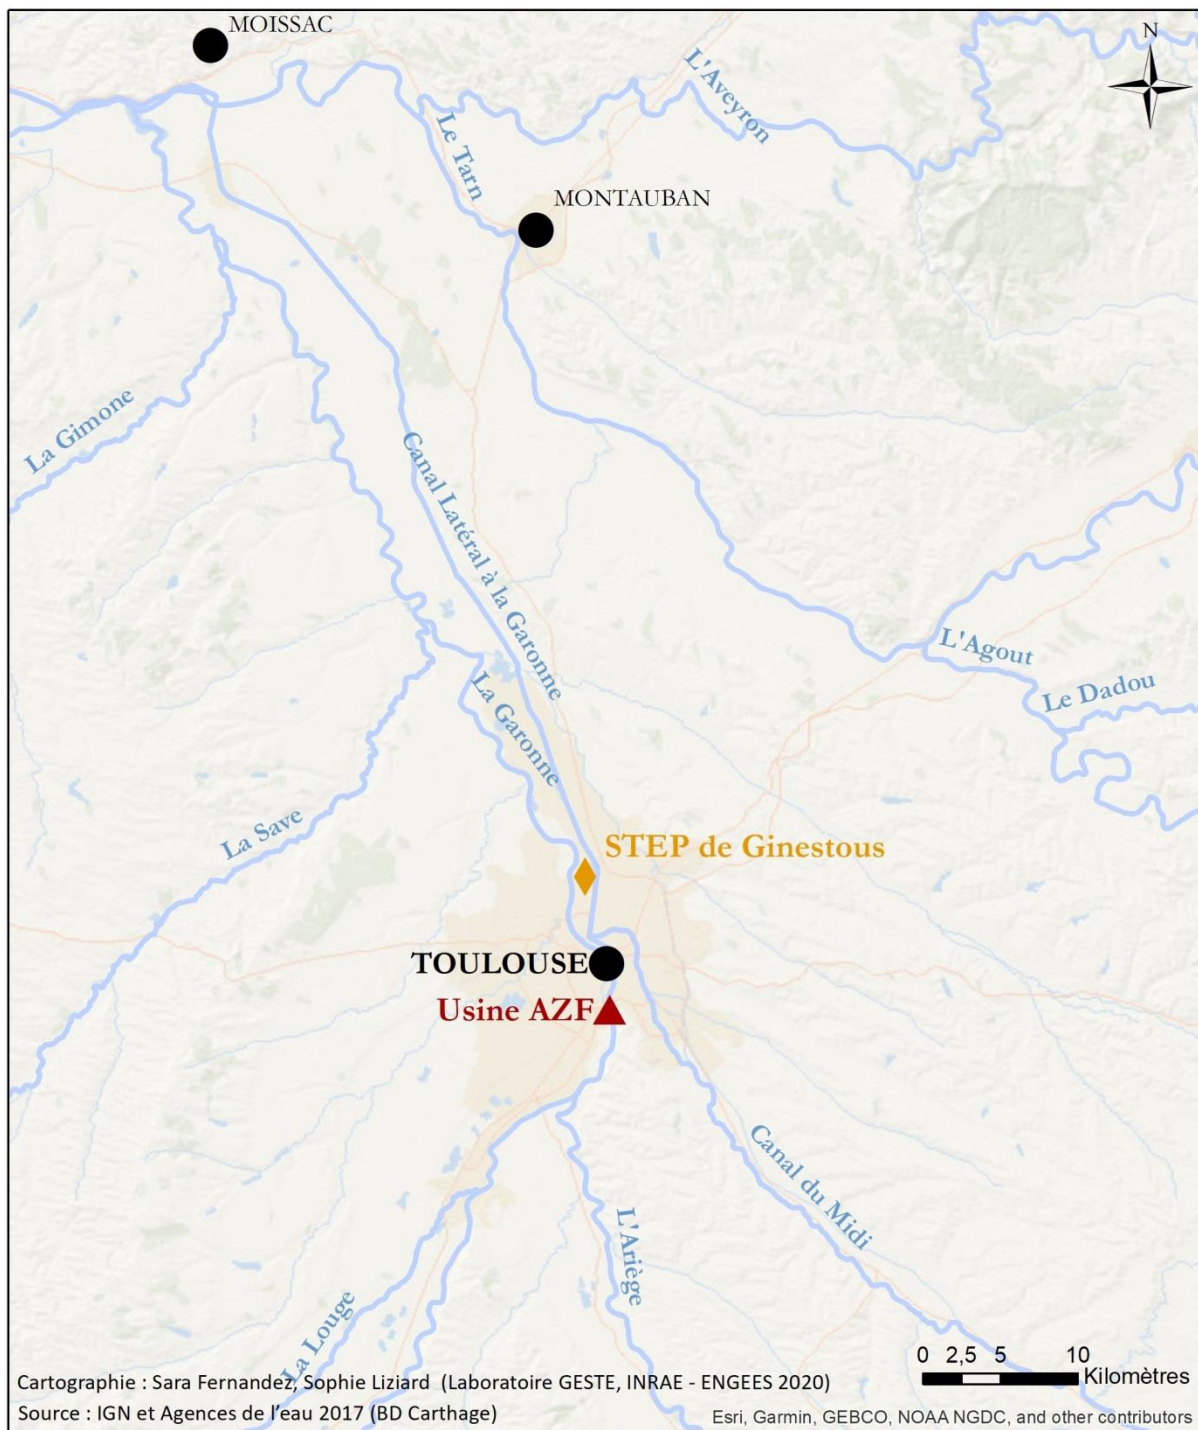 MOISSAC
N
L'Aveyron
Le Tarn
MONTAUBAN
La Gimone
Canal Latéral à la Garonne
L'Agout
Le Dadou
La Garonne
La Save
STEP de Ginestous
TOULOUSE
Usine AZF
Canal du Midi
L'Ariège
La Louge
0 2,5 5 10
Kilomètres
Cartographie : Sara Fernandez, Sophie Liziard (Laboratoire GESTE, INRAE - ENGEES 2020)
Source : IGN et Agences de l'eau 2017 (BD Carthage)
Esri, Garmin, GEBCO, NOAA NGDC, and other contributors